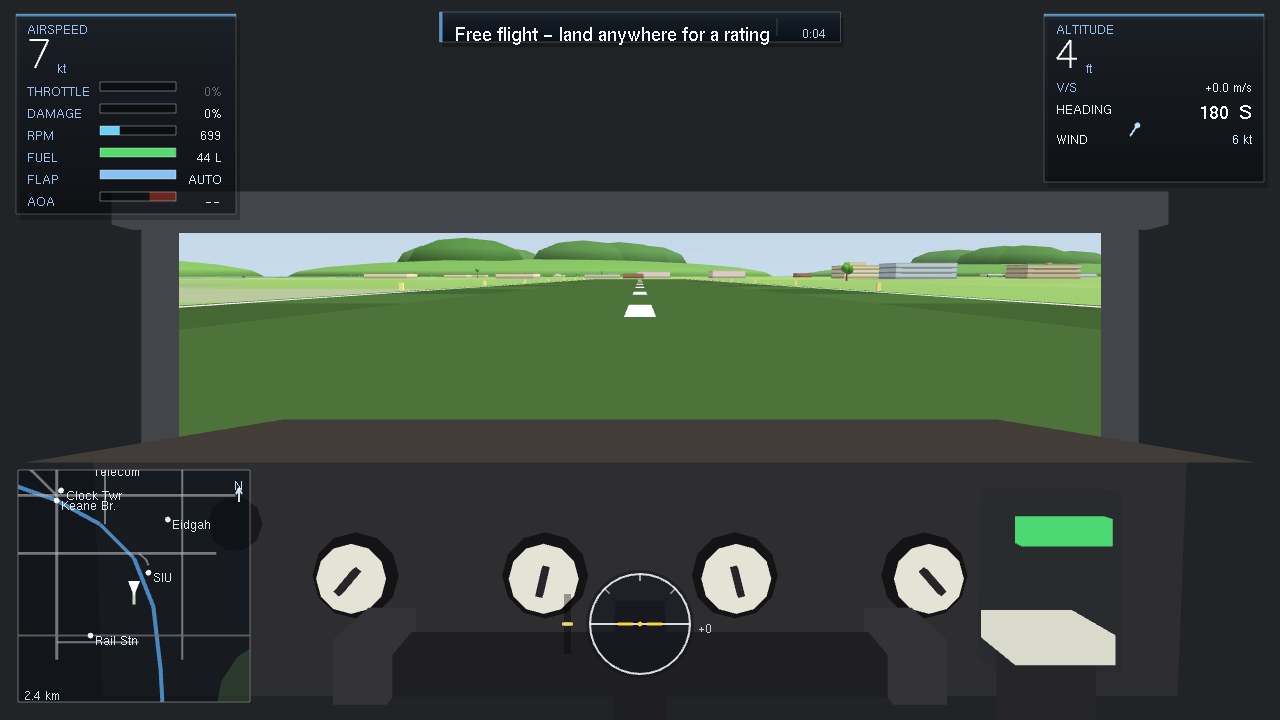 AIRSPEED
7 kt
THROTTLE 0%
DAMAGE 0%
RPM 699
FUEL 44 L
FLAP AUTO
AOA --
Free flight – land anywhere for a rating 0:04
ALTITUDE
4 ft
V/S +0.0 m/s
HEADING 180 S
WIND 6 kt
Telecom
N
Clock Twr
Keane Br.
Eidgah
SIU
Rail Stn
2.4 km
+0